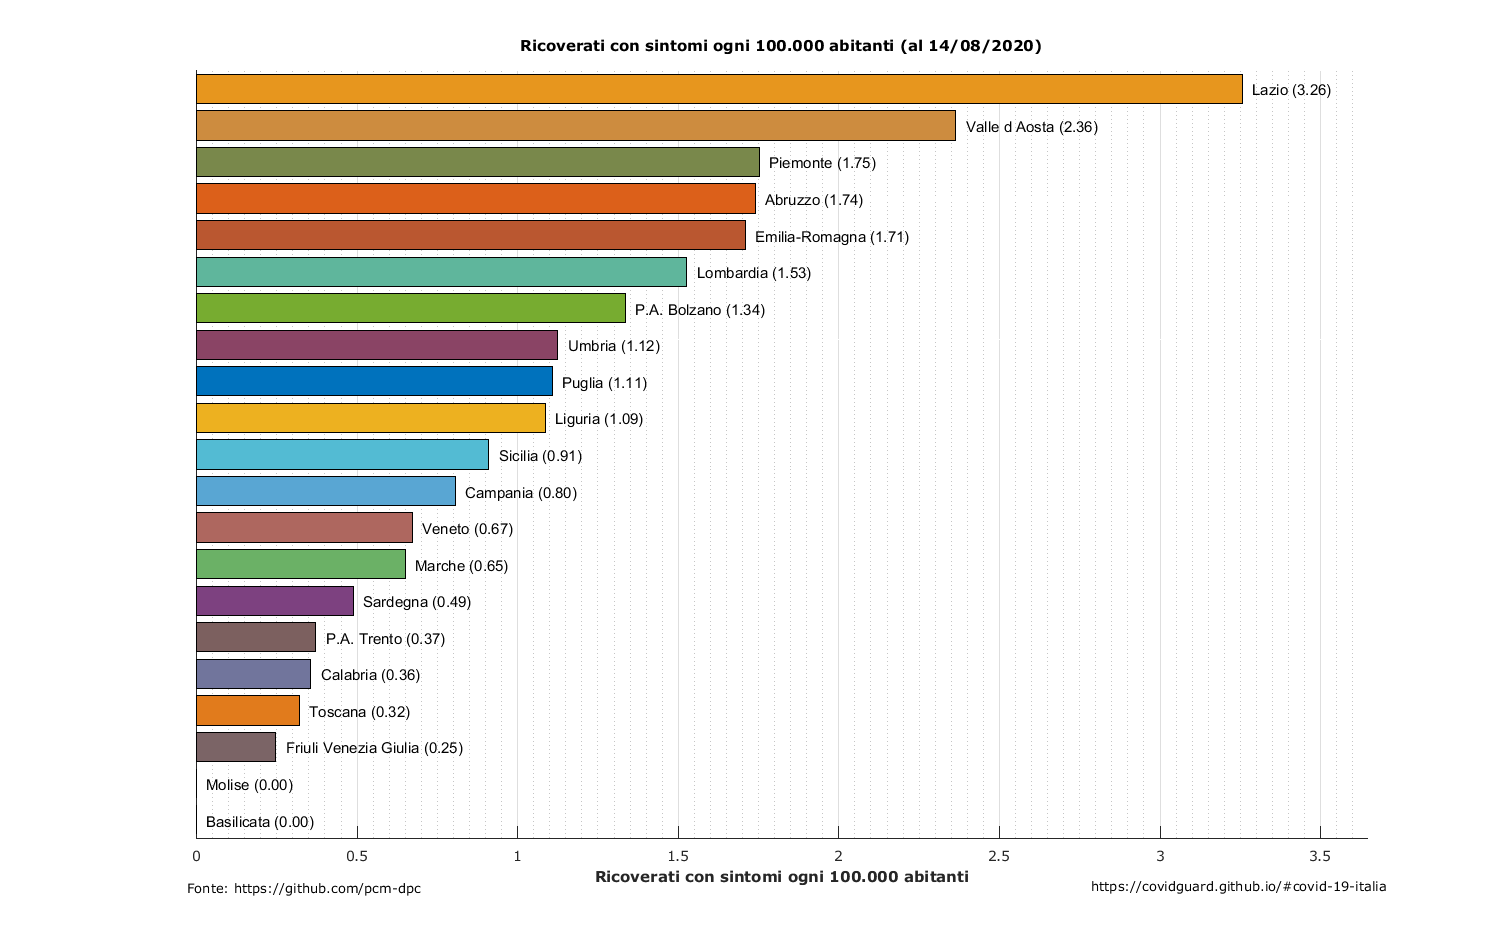 Ricoverati con sintomi ogni 100.000 abitanti (al 14/08/2020)
Lazio (3.26)
Valle d Aosta (2.36)
Piemonte (1.75)
Abruzzo (1.74)
Emilia-Romagna (1.71)
Lombardia (1.53)
P.A. Bolzano (1.34)
Umbria (1.12)
Puglia (1.11)
Liguria (1.09)
Sicilia (0.91)
Campania (0.80)
Veneto (0.67)
Marche (0.65)
Sardegna (0.49)
P.A. Trento (0.37)
Calabria (0.36)
Toscana (0.32)
Friuli Venezia Giulia (0.25)
Molise (0.00)
Basilicata (0.00)
0 0.5 1 1.5 2 2.5 3 3.5
Ricoverati con sintomi ogni 100.000 abitanti
Fonte: https://github.com/pcm-dpc
https://covidguard.github.io/#covid-19-italia